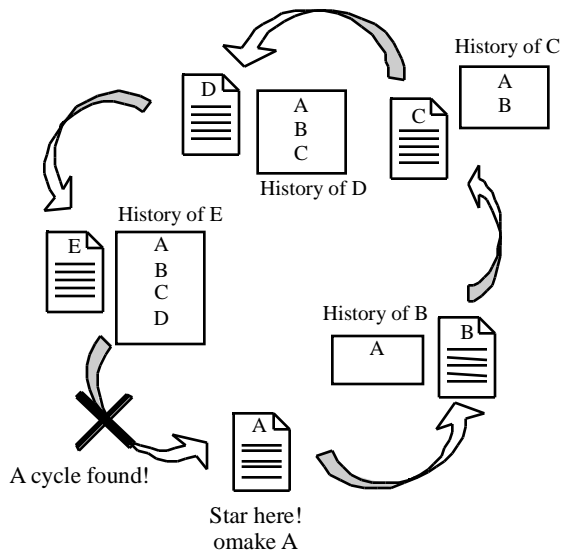 History of C
A
B
C
D
A
B
C
History of D
History of E
A
B
C
D
E
History of B
A
B
A cycle found!
A
Star here!
omake A